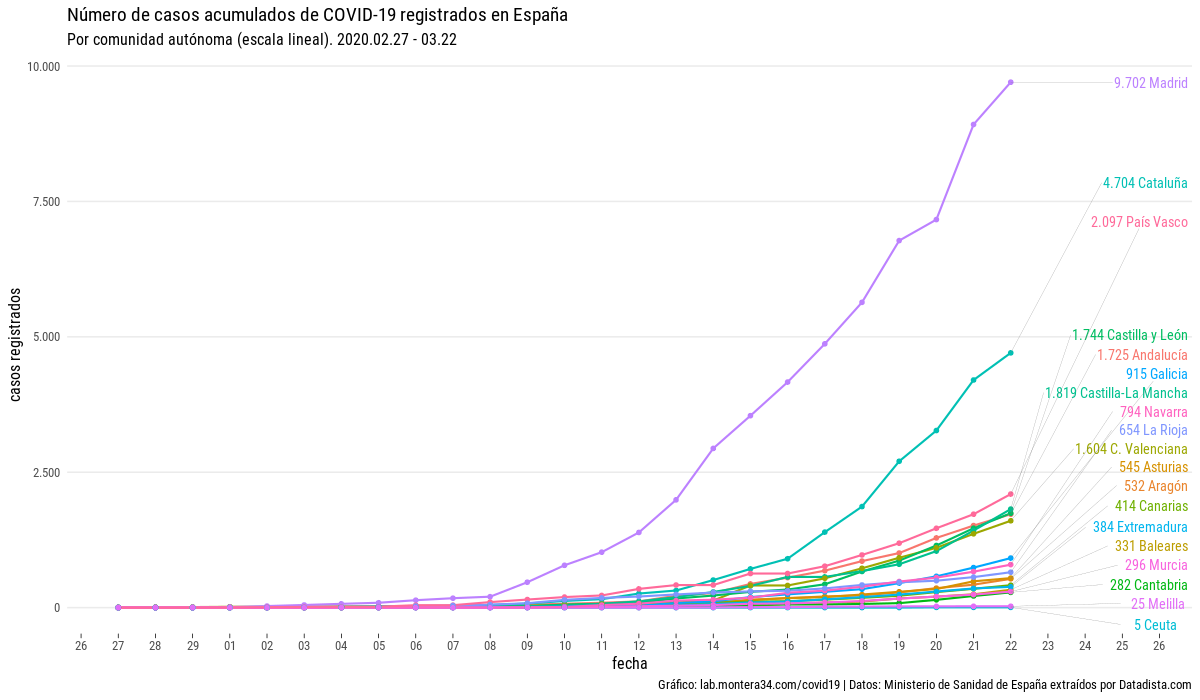 Número de casos acumulados de COVID-19 registrados en España
Por comunidad autónoma (escala lineal). 2020.02.27 - 03.22
10.000
9.702 Madrid
4.704 Cataluña
7.500
2.097 País Vasco
5.000
1.744 Castilla y León
1.725 Andalucía
915 Galicia
1.819 Castilla-La Mancha
794 Navarra
654 La Rioja
1.604 C. Valenciana
2.500
545 Asturias
532 Aragón
414 Canarias
384 Extremadura
331 Baleares
296 Murcia
282 Cantabria
25 Melilla
0
5 Ceuta
casos registrados
26 27 28 29 01 02 03 04 05 06 07 08 09 10 11 12 13 14 15 16 17 18 19 20 21 22 23 24 25 26
fecha
Gráfico: lab.montera34.com/covid19 | Datos: Ministerio de Sanidad de España extraídos por Datadista.com